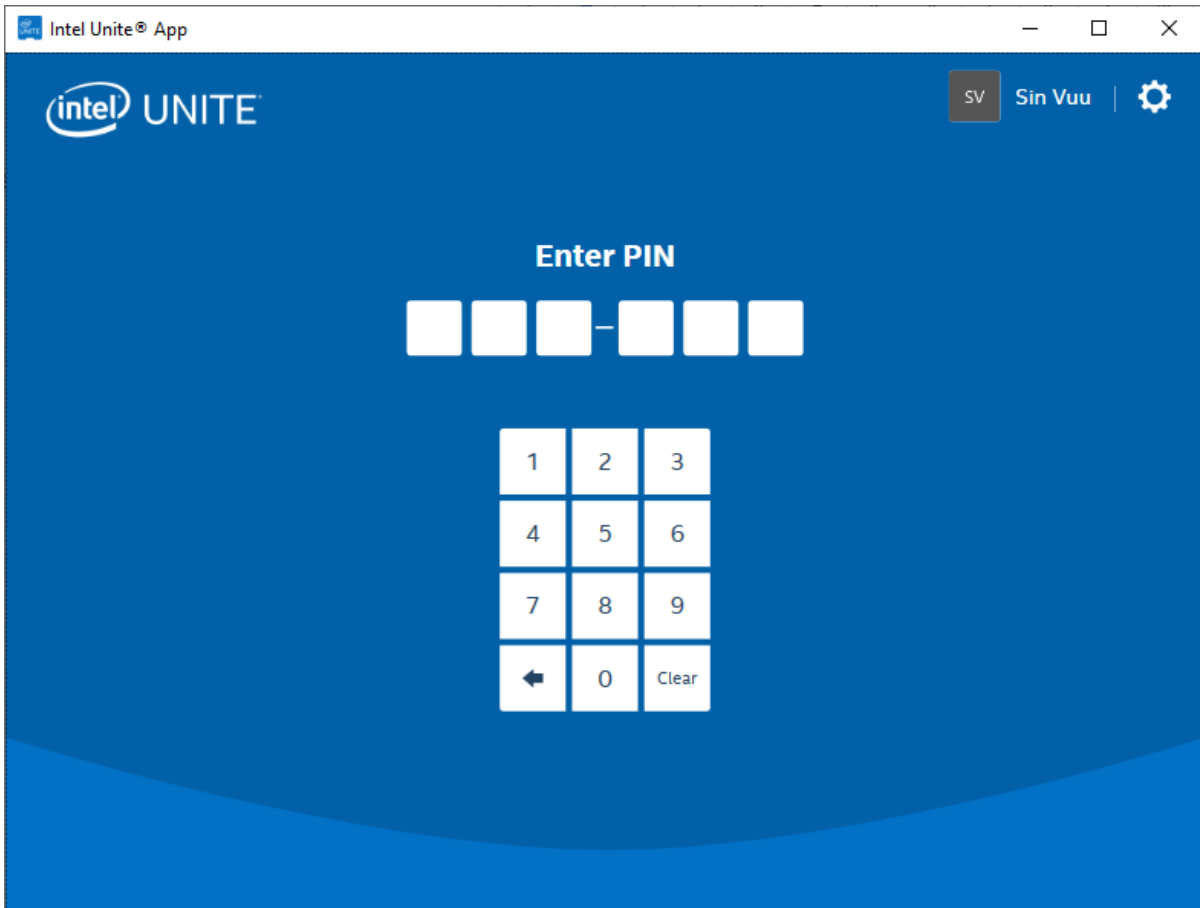 Intel Unite® App
intel UNITE
SV Sin Vuu
Enter PIN
1 2 3
4 5 6
7 8 9
0 Clear